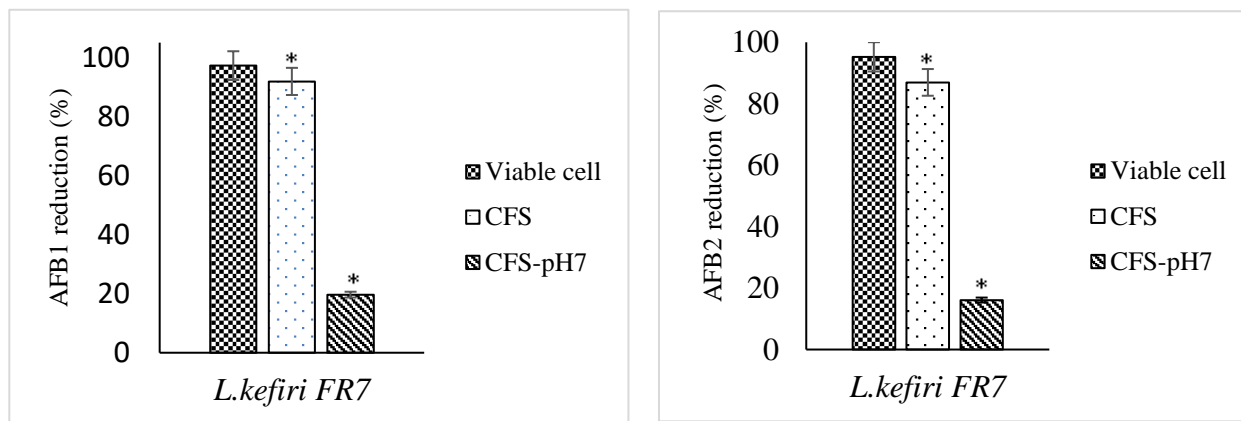 AFB1 reduction (%)
100
80
60
40
20
0
*
*
L.kefiri FR7
Viable cell
CFS
CFS-pH7
AFB2 reduction (%)
100
80
60
40
20
0
*
*
L.kefiri FR7
Viable cell
CFS
CFS-pH7